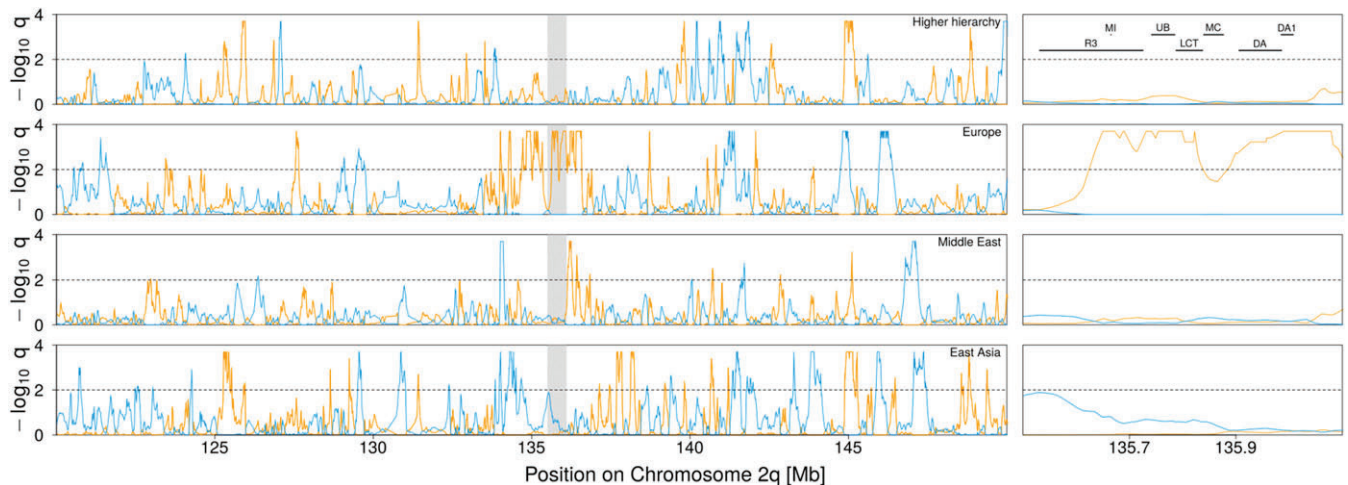 4
2
0
− log10 q
Higher hierarchy
MI
UB
MC
DA1
R3
LCT
DA
4
2
0
− log10 q
Europe
4
2
0
− log10 q
Middle East
4
2
0
− log10 q
East Asia
125 130 135 140 145 135.7 135.9
Position on Chromosome 2q [Mb]